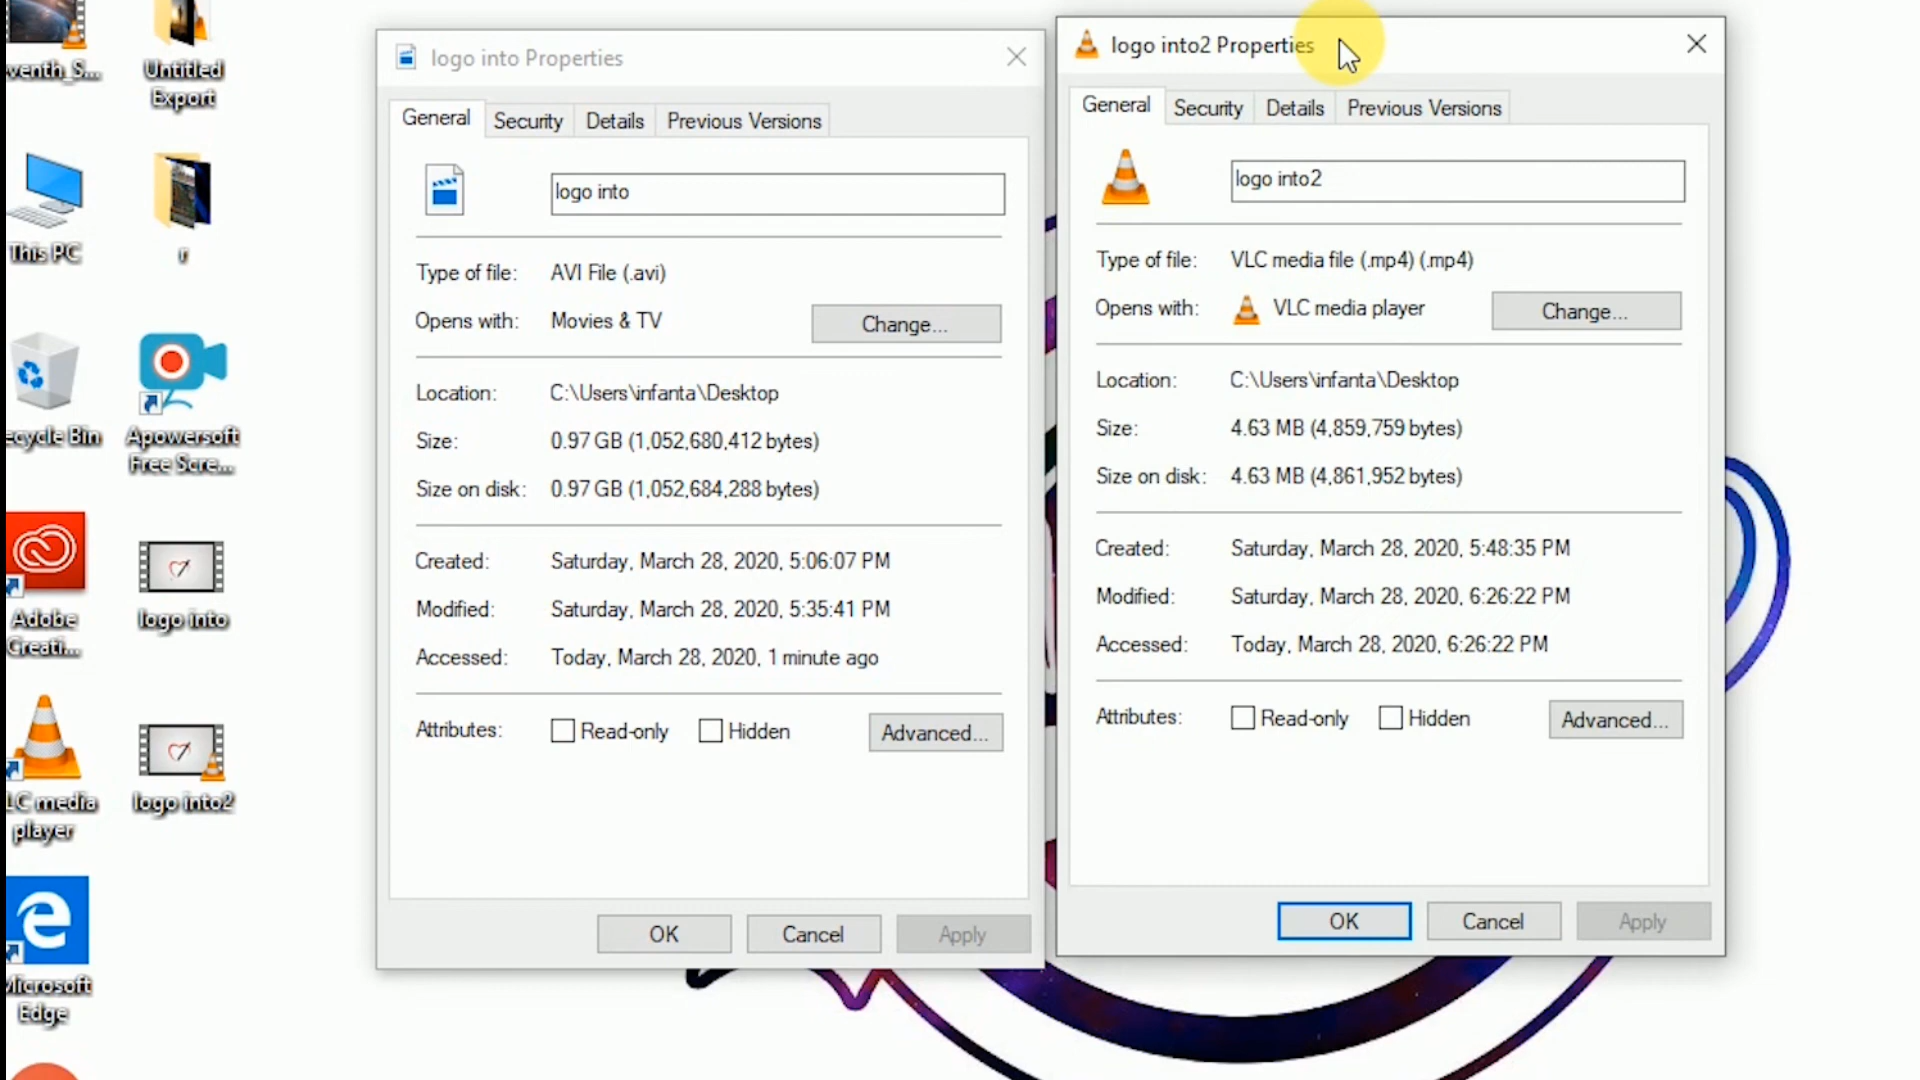 venth_S...
Untitled
Export
This PC
r
ecycle Bin
Apowersoft
Free Scre...
Adobe
Creati...
logo into
LC media
player
logo into2
Microsoft
Edge
logo into Properties
General
Security
Details
Previous Versions
logo into
Type of file: AVI File (.avi)
Opens with: Movies & TV
Change...
Location: C:\Users\infanta\Desktop
Size: 0.97 GB (1,052,680,412 bytes)
Size on disk: 0.97 GB (1,052,684,288 bytes)
Created: Saturday, March 28, 2020, 5:06:07 PM
Modified: Saturday, March 28, 2020, 5:35:41 PM
Accessed: Today, March 28, 2020, 1 minute ago
Attributes: Read-only Hidden Advanced...
OK Cancel Apply
logo into2 Properties
General
Security
Details
Previous Versions
logo into2
Type of file: VLC media file (.mp4) (.mp4)
Opens with: VLC media player
Change...
Location: C:\Users\infanta\Desktop
Size: 4.63 MB (4,859,759 bytes)
Size on disk: 4.63 MB (4,861,952 bytes)
Created: Saturday, March 28, 2020, 5:48:35 PM
Modified: Saturday, March 28, 2020, 6:26:22 PM
Accessed: Today, March 28, 2020, 6:26:22 PM
Attributes: Read-only Hidden Advanced...
OK Cancel Apply